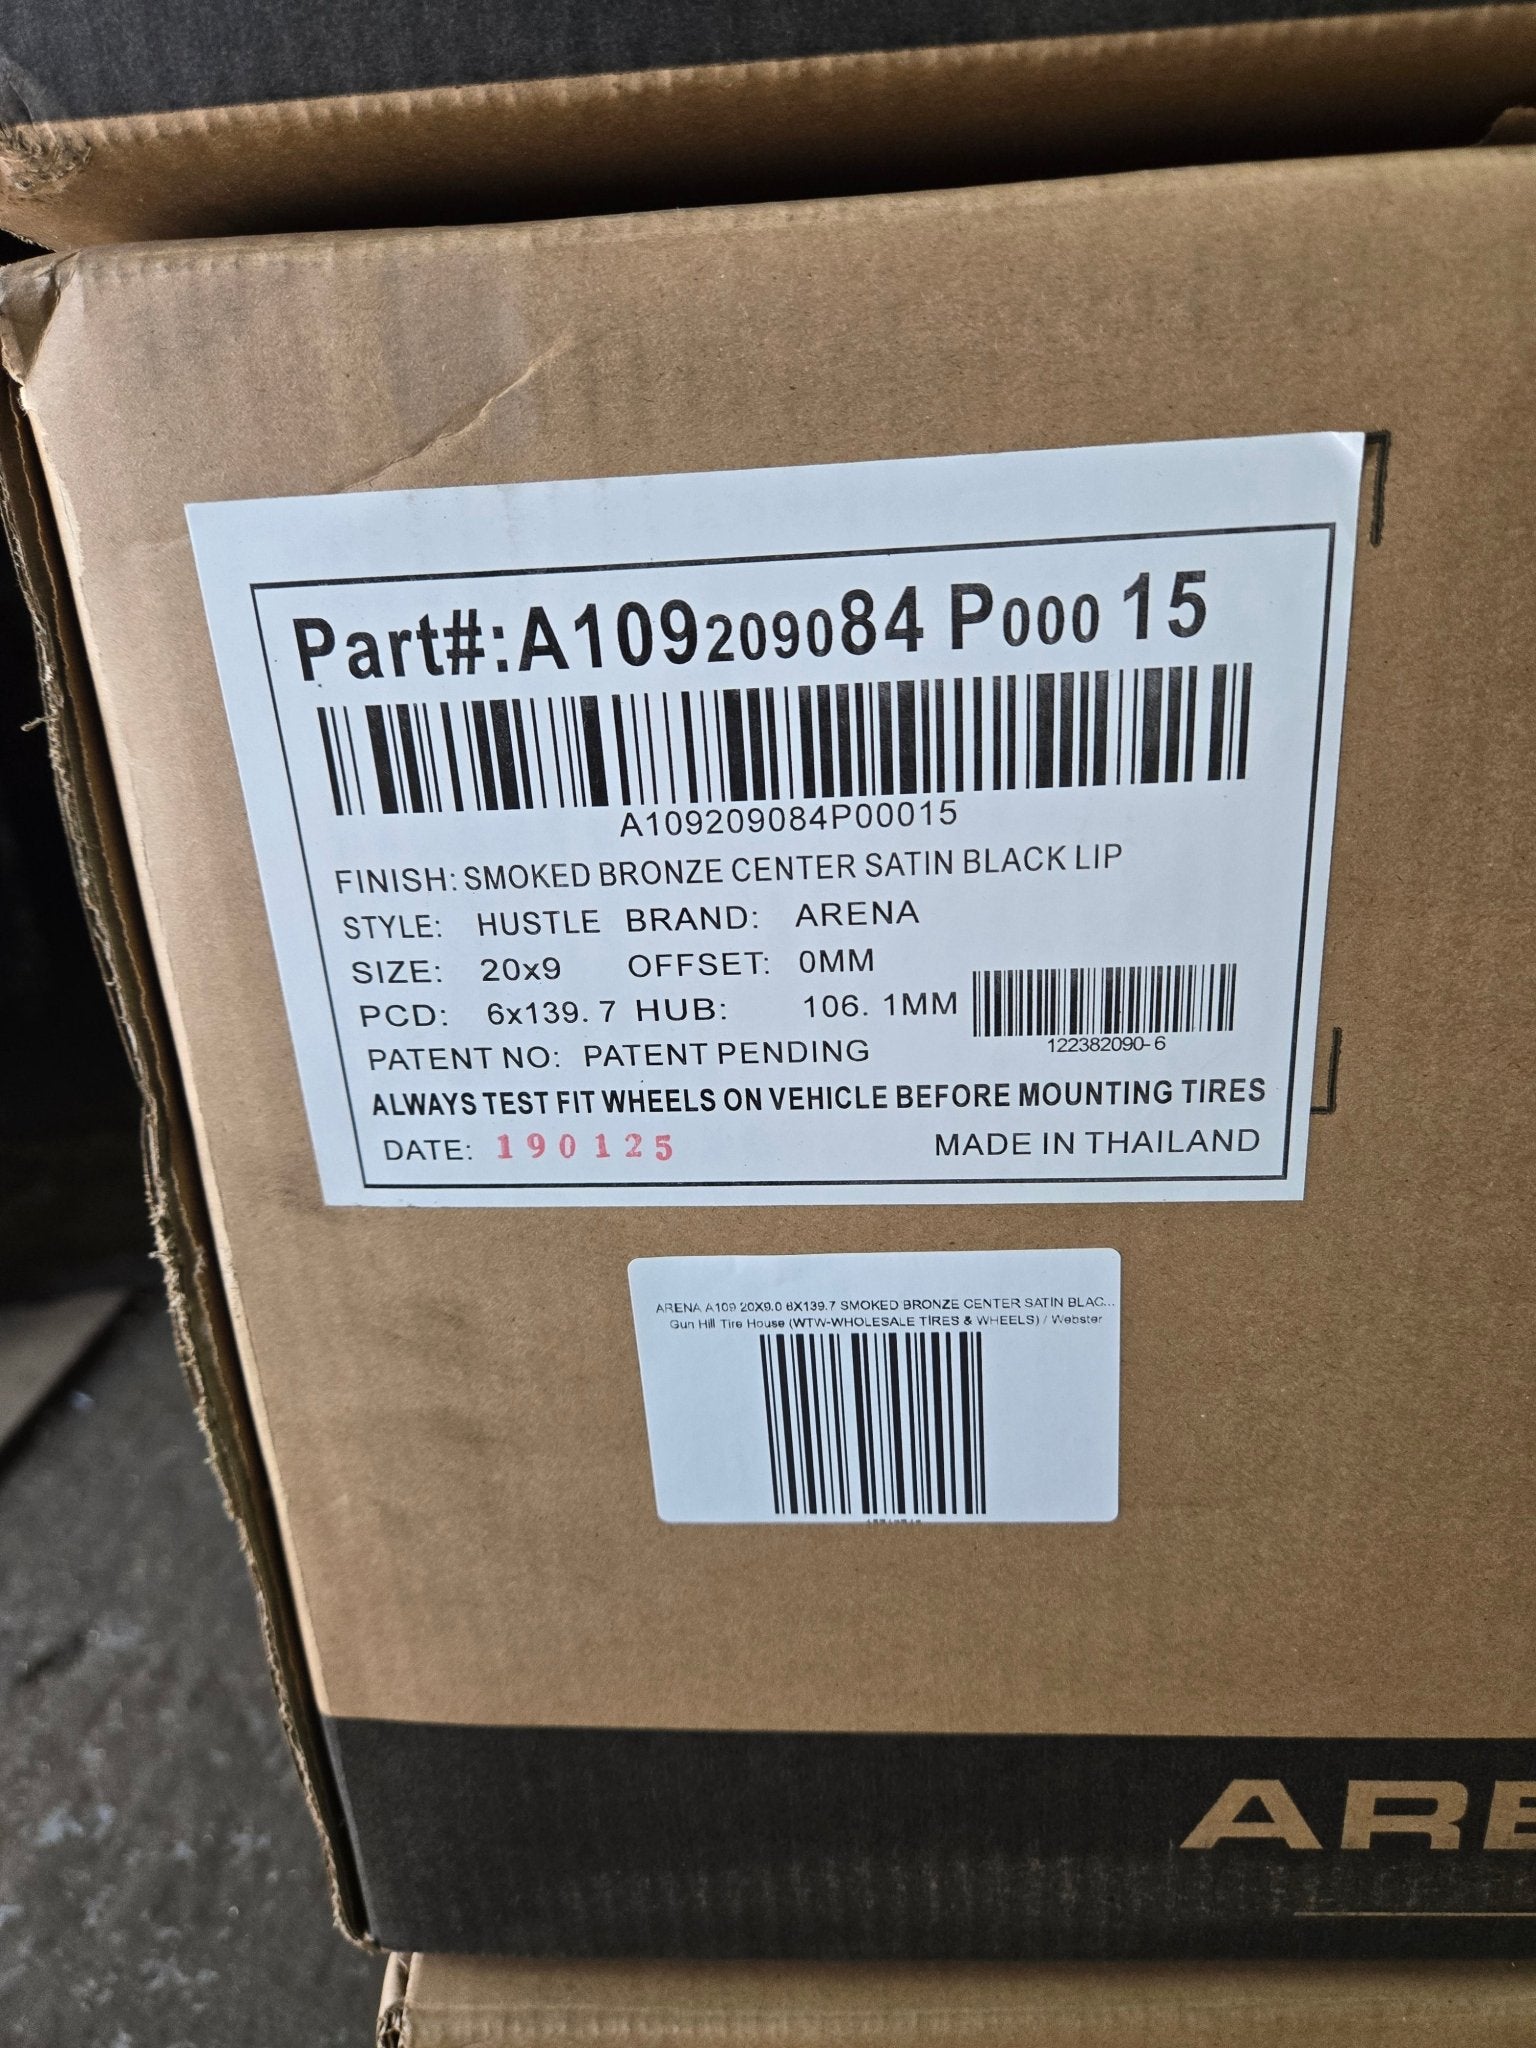 Part#:A109209084 P000 15
A109209084P00015
FINISH: SMOKED BRONZE CENTER SATIN BLACK LIP
STYLE: HUSTLE BRAND: ARENA
SIZE: 20x9 OFFSET: 0MM
PCD: 6x139. 7 HUB: 106. 1MM
122382090-6
PATENT NO: PATENT PENDING
ALWAYS TEST FIT WHEELS ON VEHICLE BEFORE MOUNTING TIRES
DATE: 190125 MADE IN THAILAND
ARENA A109 20X9.0 6X139.7 SMOKED BRONZE CENTER SATIN BLAC...
Gun Hill Tire House (WTW-WHOLESALE TIRES & WHEELS) / Webster